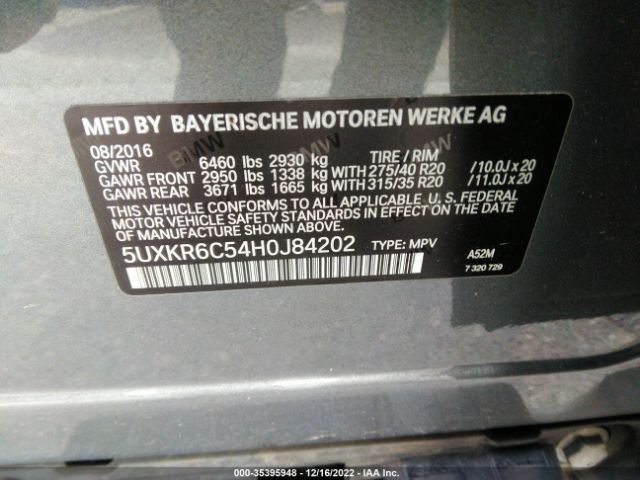 MFD BY BAYERISCHE MOTOREN WERKE AG
08/2016
GVWR 6460 lbs 2930 kg TIRE / RIM
GAWR FRONT 2950 lbs 1338 kg WITH 275/40 R20 /10.0J x 20
GAWR REAR 3671 lbs 1665 kg WITH 315/35 R20 /11.0J x 20
THIS VEHICLE CONFORMS TO ALL APPLICABLE, U. S. FEDERAL
MOTOR VEHICLE SAFETY STANDARDS IN EFFECT ON THE DATE
OF MANUFACTURE SHOWN ABOVE.
5UXKR6C54H0J84202 TYPE: MPV A52M
7 320 729
BMW
BMW
BMW
000-35395948 - 12/16/2022 - IAA Inc.